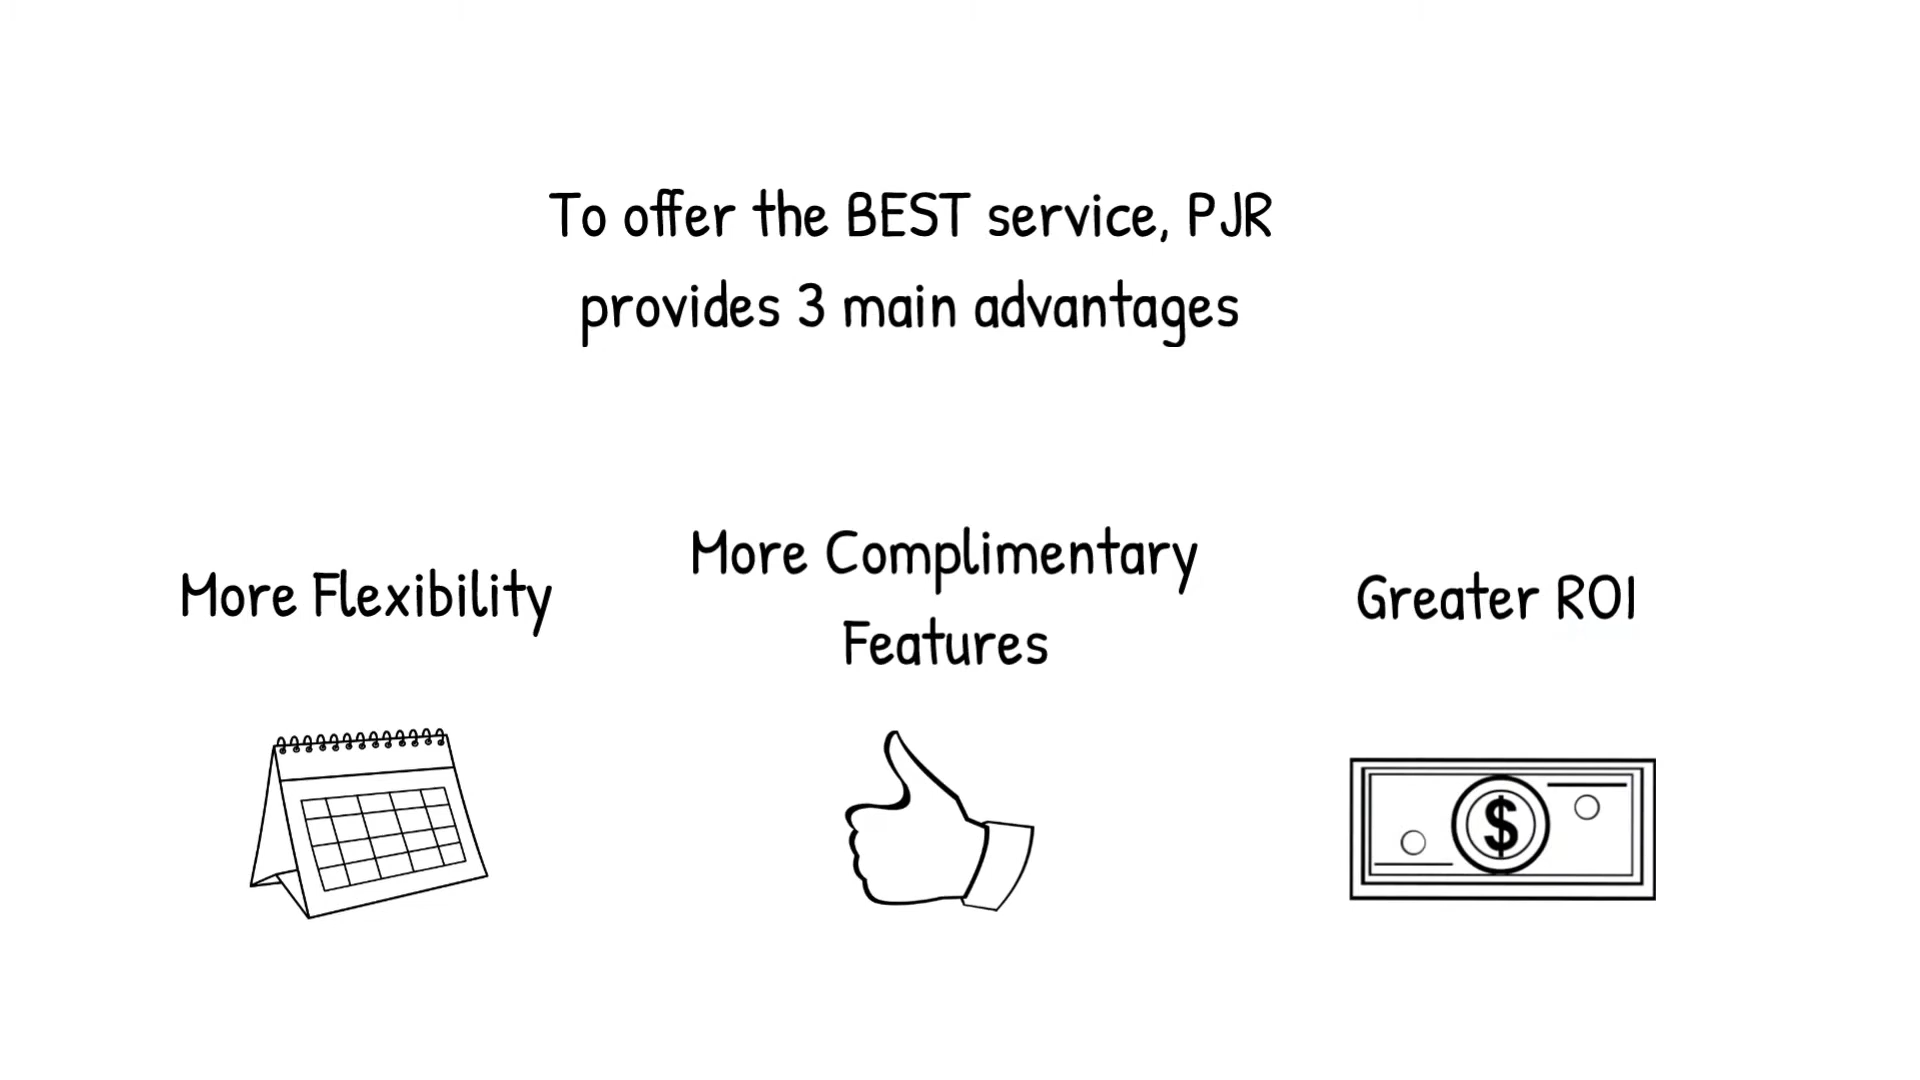 To offer the BEST service, PJR
provides 3 main advantages
More Flexibility
More Complimentary
Features
Greater ROI
$